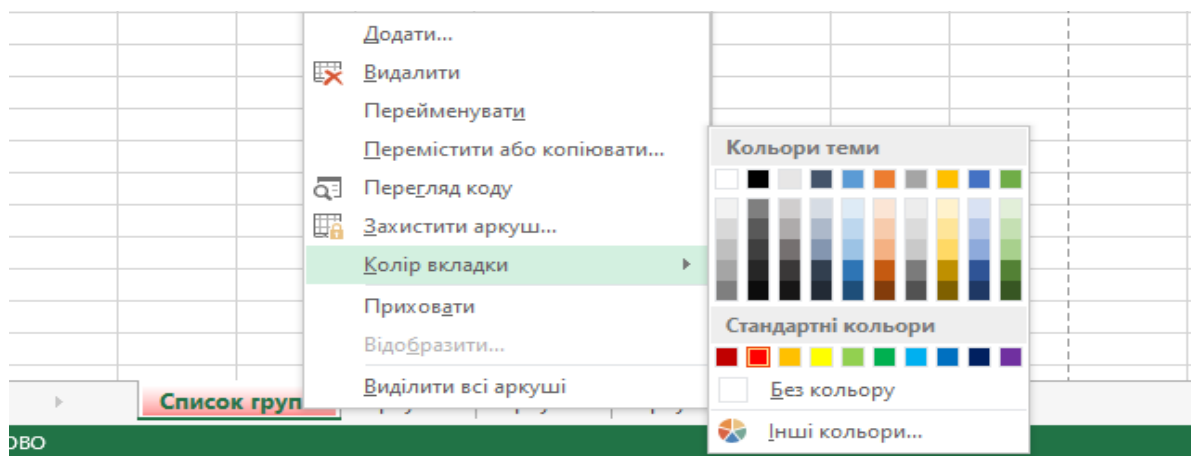 Додати...
Видалити
Перейменувати
Перемістити або копіювати...
Перегляд коду
Захистити аркуш...
Колір вкладки
Приховати
Відобразити...
Виділити всі аркуші
Кольори теми
Стандартні кольори
Без кольору
Інші кольори...
Список груп
ОВО